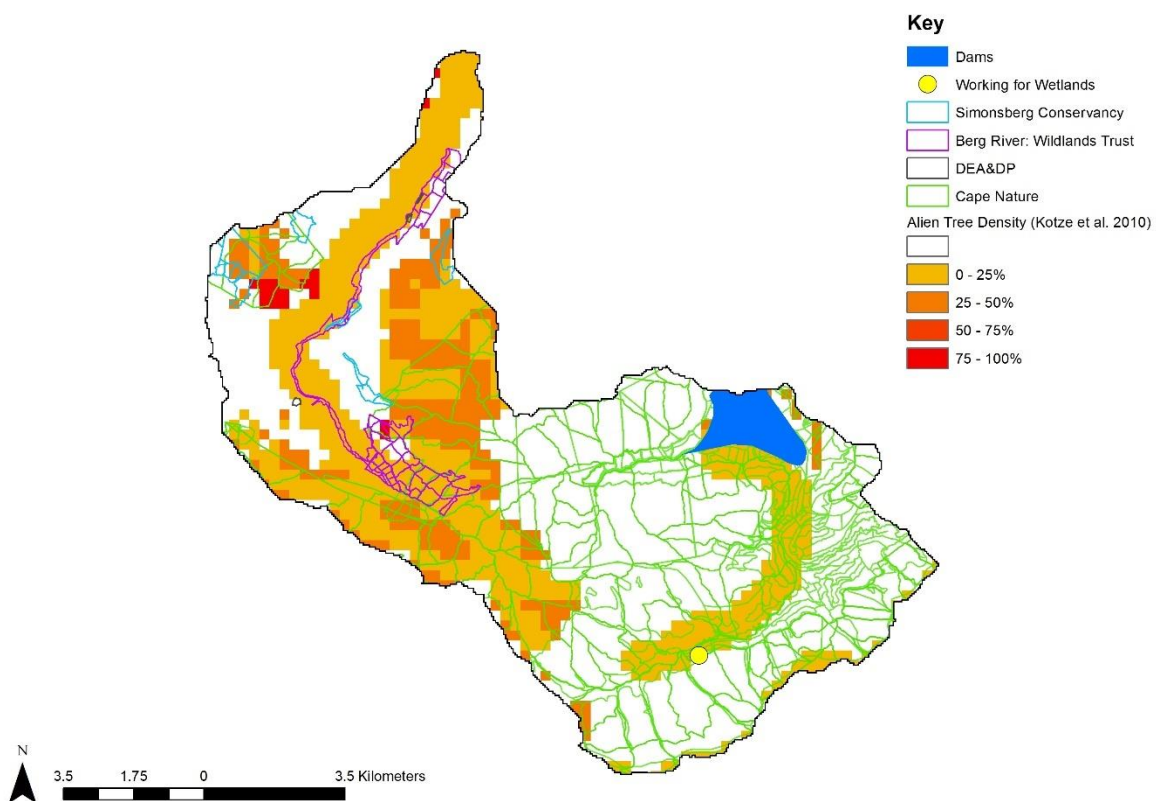 Key
Dams
Working for Wetlands
Simonsberg Conservancy
Berg River: Wildlands Trust
DEA&DP
Cape Nature
Alien Tree Density (Kotze et al. 2010)
0 - 25%
25 - 50%
50 - 75%
75 - 100%
N
3.5 1.75 0 3.5 Kilometers